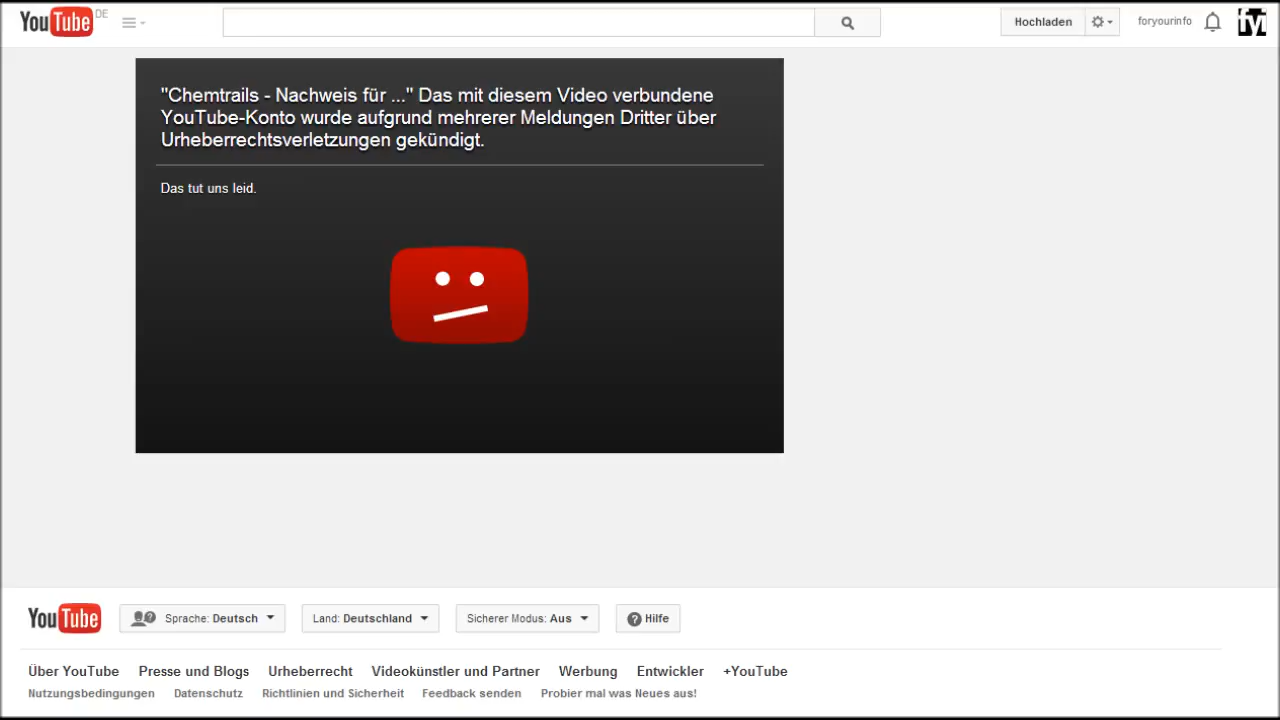 YouTube DE
Hochladen
foryourinfo
fyi
"Chemtrails - Nachweis für ..." Das mit diesem Video verbundene
YouTube-Konto wurde aufgrund mehrerer Meldungen Dritter über
Urheberrechtsverletzungen gekündigt.
Das tut uns leid.
YouTube
Sprache: Deutsch
Land: Deutschland
Sicherer Modus: Aus
Hilfe
Über YouTube Presse und Blogs Urheberrecht Videokünstler und Partner Werbung Entwickler +YouTube
Nutzungsbedingungen Datenschutz Richtlinien und Sicherheit Feedback senden Probier mal was Neues aus!